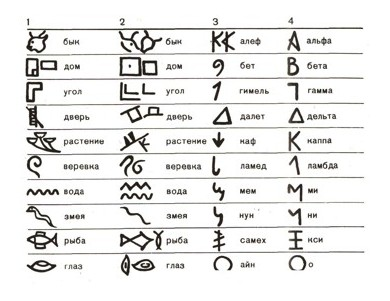 1 2 3 4
бык бык алеф альфа
дом дом бет бета
угол угол гимель гамма
дверь дверь далет дельта
растение растение каф каппа
веревка веревка ламед ламбда
вода вода мем ми
змея змея нун ни
рыба рыба самех кси
глаз глаз айн о